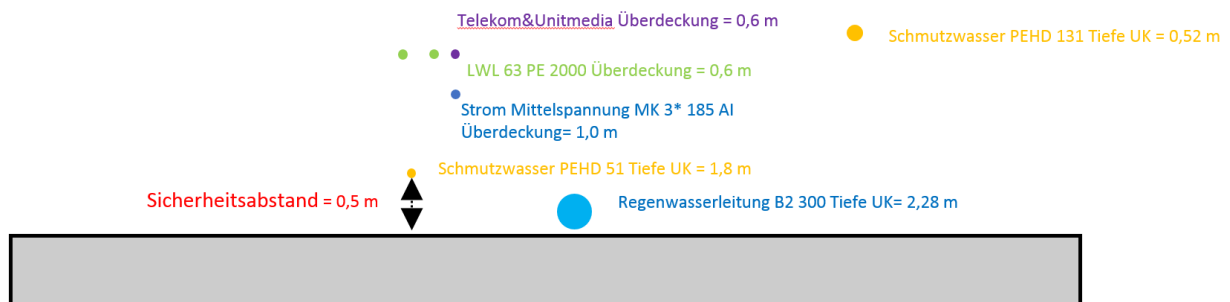 Telekom&Unitmedia Überdeckung = 0,6 m
Schmutzwasser PEHD 131 Tiefe UK = 0,52 m
LWL 63 PE 2000 Überdeckung = 0,6 m
Strom Mittelspannung MK 3* 185 Al
Überdeckung= 1,0 m
Schmutzwasser PEHD 51 Tiefe UK = 1,8 m
Sicherheitsabstand = 0,5 m
Regenwasserleitung B2 300 Tiefe UK= 2,28 m